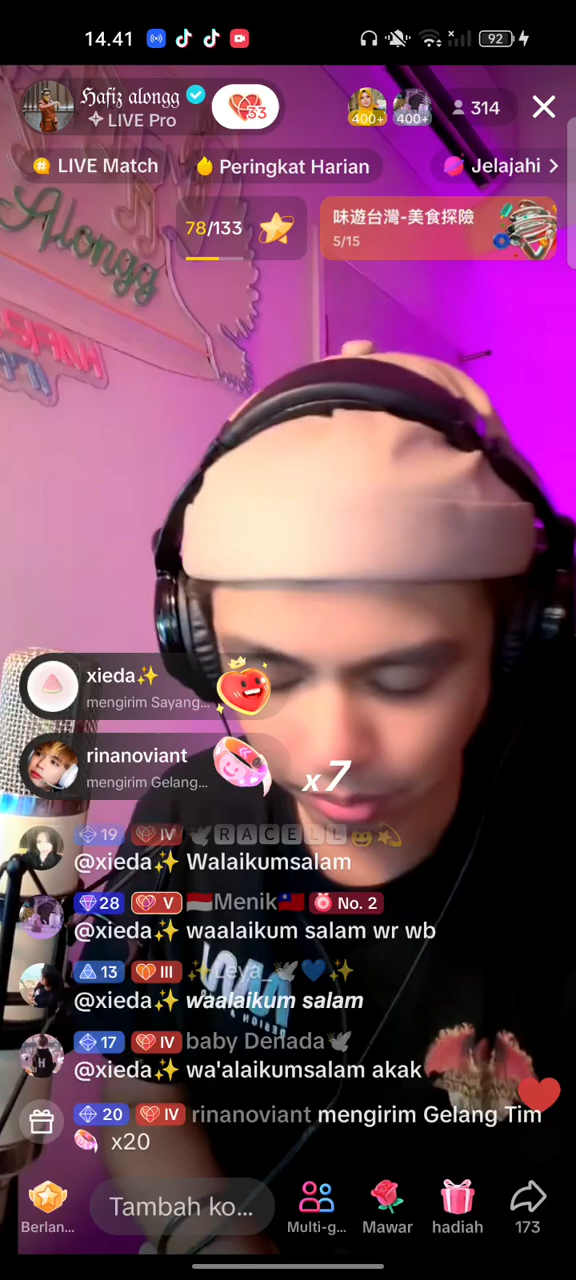 14.41
92
Hafiz alongg
LIVE Pro
33
400+
400+
314
LIVE Match
Peringkat Harian
Jelajahi
78/133
味遊台灣-美食探險
5/15
Alongg
xieda✨
mengirim Sayang...
rinanoviant
mengirim Gelang...
x7
19 IV 🕊️🅁🄰🄲🄴🄻🄻
@xieda✨ Walaikumsalam
28 V 🇮🇩Menik🇹🇼 No. 2
@xieda✨ waalaikum salam wr wb
13 III ✨Leya 🕊️💙✨
@xieda✨ waalaikum salam
17 IV baby Denada🕊️
@xieda✨ wa'alaikumsalam akak
20 IV rinanoviant mengirim Gelang Tim
x20
Berlan...
Tambah ko...
Multi-g...
Mawar
hadiah
173